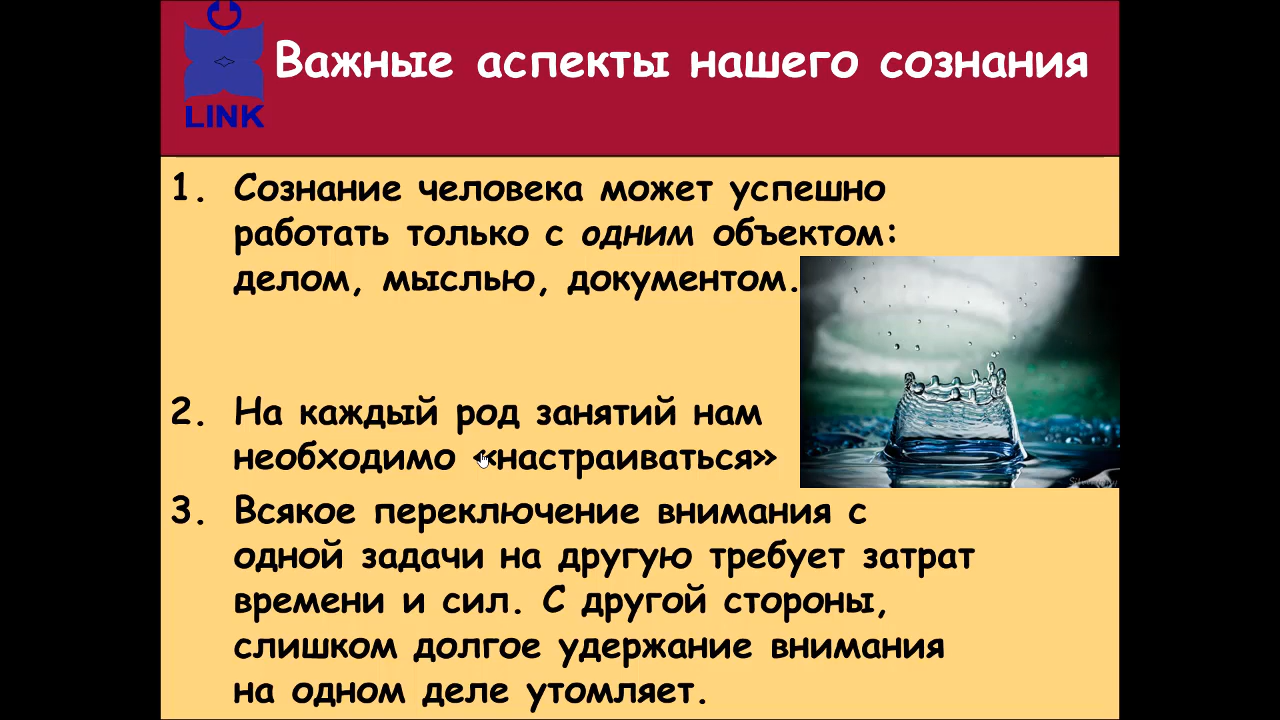 LINK
Важные аспекты нашего сознания
1. Сознание человека может успешно
работать только с одним объектом:
делом, мыслью, документом.
2. На каждый род занятий нам
необходимо «настраиваться»
3. Всякое переключение внимания с
одной задачи на другую требует затрат
времени и сил. С другой стороны,
слишком долгое удержание внимания
на одном деле утомляет.